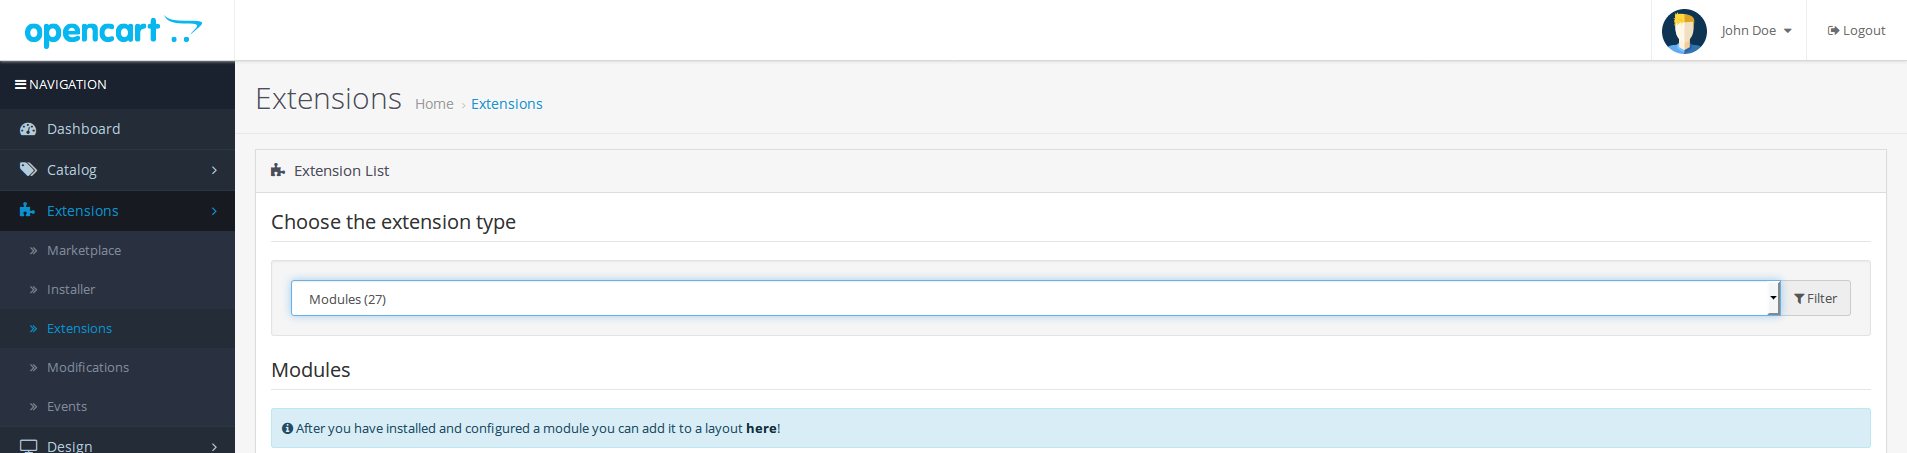 opencart
John Doe
Logout
NAVIGATION
Dashboard
Catalog
Extensions
Marketplace
Installer
Extensions
Modifications
Events
Design
Extensions Home › Extensions
Extension List
Choose the extension type
Modules (27)
Filter
Modules
After you have installed and configured a module you can add it to a layout here!